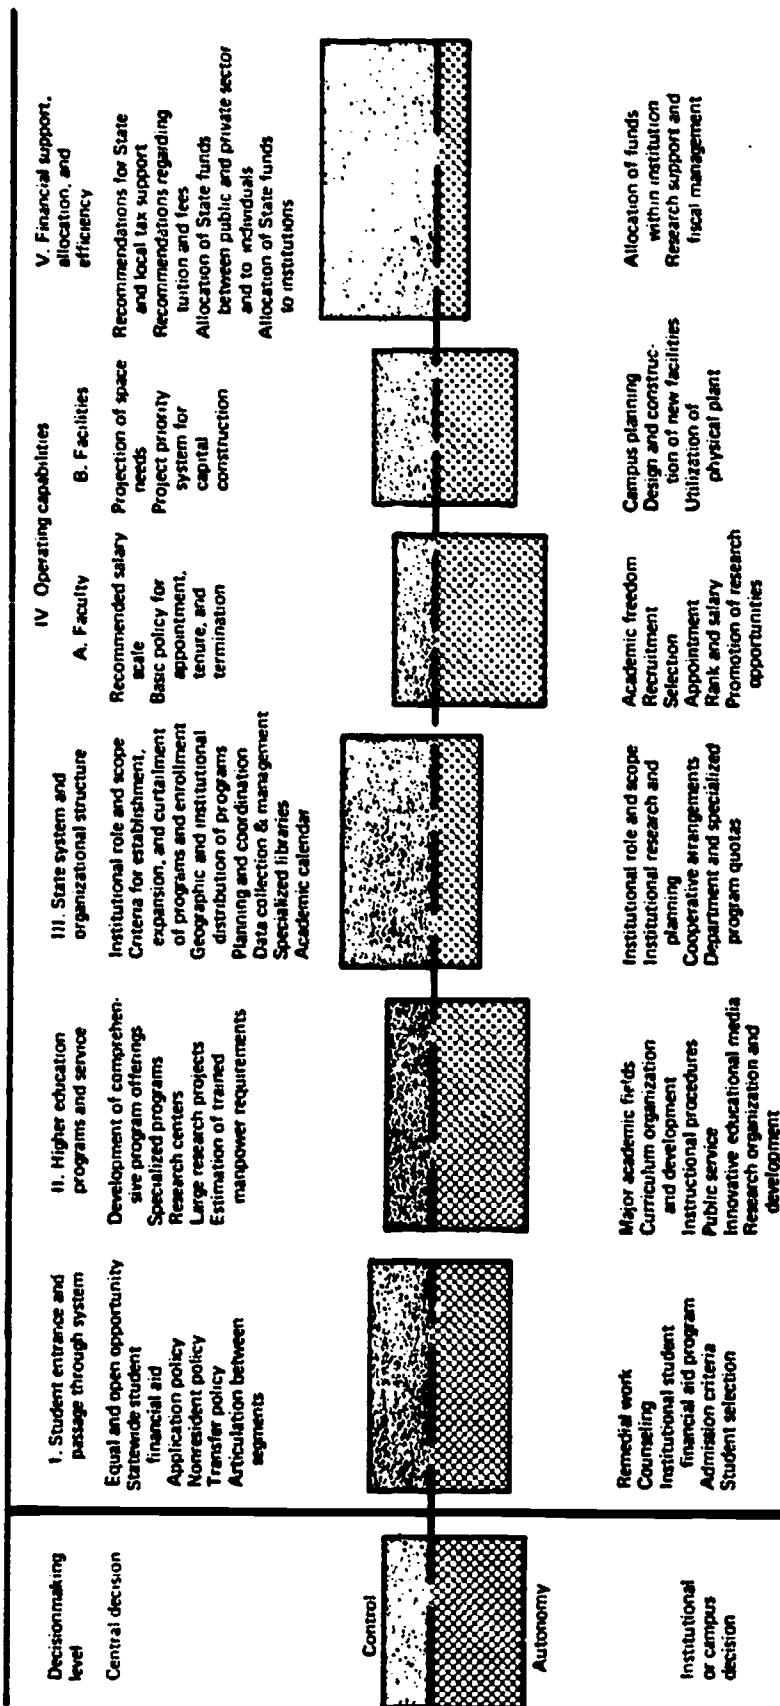 Decisionmaking
level
Central decision
Control
Autonomy
Institutional
or campus
decision
I. Student entrance and
passage through system
Equal and open opportunity
Statewide student
financial aid
Application policy
Nonresident policy
Transfer policy
Articulation between
segments
Remedial work
Counseling
Institutional student
financial aid program
Admission criteria
Student selection
II. Higher education
programs and service
Development of comprehen-
sive program offerings
Specialized programs
Research centers
Large research projects
Estimation of trained
manpower requirements
Major academic fields
Curriculum organization
and development
Instructional procedures
Public service
Innovative educational media
Research organization and
development
III. State system and
organizational structure
Institutional role and scope
Criteria for establishment,
expansion, and curtailment
of programs and enrollment
Geographic and institutional
distribution of programs
Planning and coordination
Data collection & management
Specialized libraries
Academic calendar
Institutional role and scope
Institutional research and
planning
Cooperative arrangements
Department and specialized
program quotas
IV Operating capabilities
A. Faculty
Recommended salary
scale
Basic policy for
appointment,
tenure, and
termination
Academic freedom
Recruitment
Selection
Appointment
Rank and salary
Promotion of research
opportunities
B. Facilities
Projection of space
needs
Project priority
system for
capital
construction
Campus planning
Design and construc-
tion of new facilities
Utilization of
physical plant
V. Financial support,
allocation, and
efficiency
Recommendations for State
and local tax support
Recommendations regarding
tuition and fees
Allocation of State funds
between public and private sector
and to individuals
Allocation of State funds
to institutions
Allocation of funds
within institution
Research support and
fiscal management